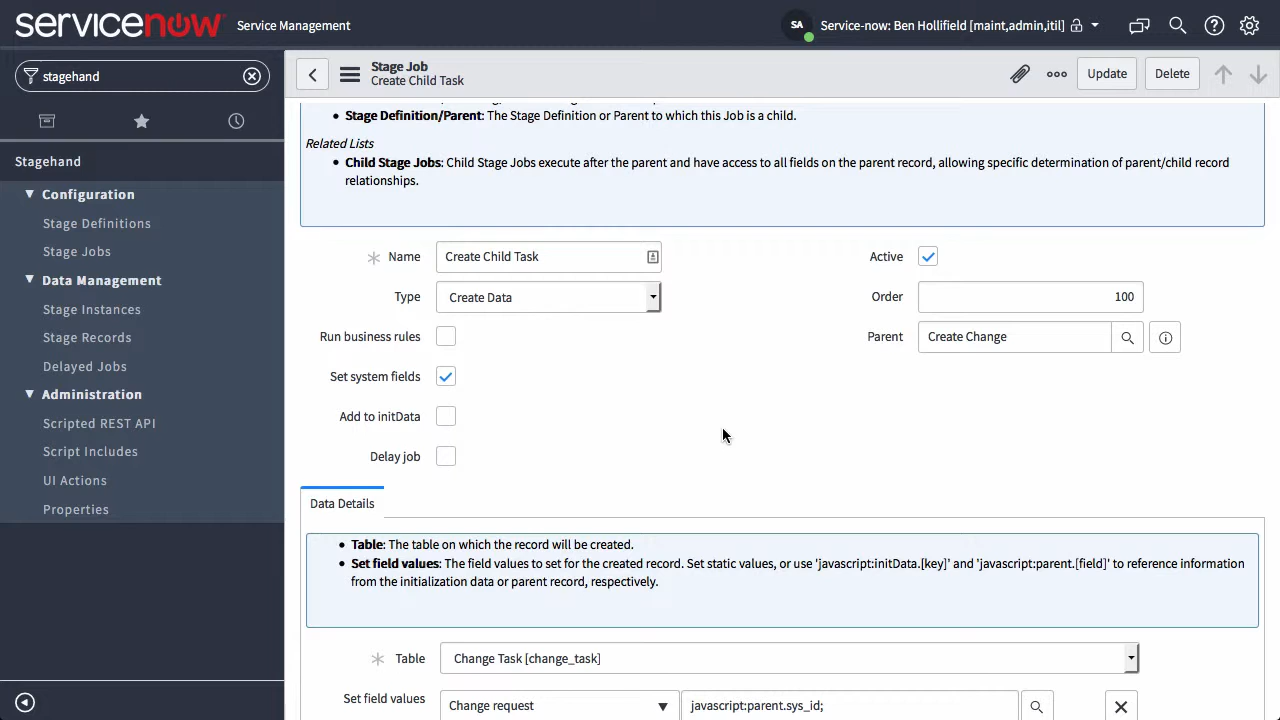 servicenow Service Management
SA Service-now: Ben Hollifield [maint,admin,itil]
stagehand
Stagehand
Configuration
Stage Definitions
Stage Jobs
Data Management
Stage Instances
Stage Records
Delayed Jobs
Administration
Scripted REST API
Script Includes
UI Actions
Properties
Stage Job
Create Child Task
Update
Delete
• Stage Definition/Parent: The Stage Definition or Parent to which this Job is a child.
Related Lists
• Child Stage Jobs: Child Stage Jobs execute after the parent and have access to all fields on the parent record, allowing specific determination of parent/child record
relationships.
Name Create Child Task
Active
Type Create Data
Order 100
Run business rules
Parent Create Change
Set system fields
Add to initData
Delay job
Data Details
• Table: The table on which the record will be created.
• Set field values: The field values to set for the created record. Set static values, or use 'javascript:initData.[key]' and 'javascript:parent.[field]' to reference information
from the initialization data or parent record, respectively.
Table Change Task [change_task]
Set field values Change request javascript:parent.sys_id;